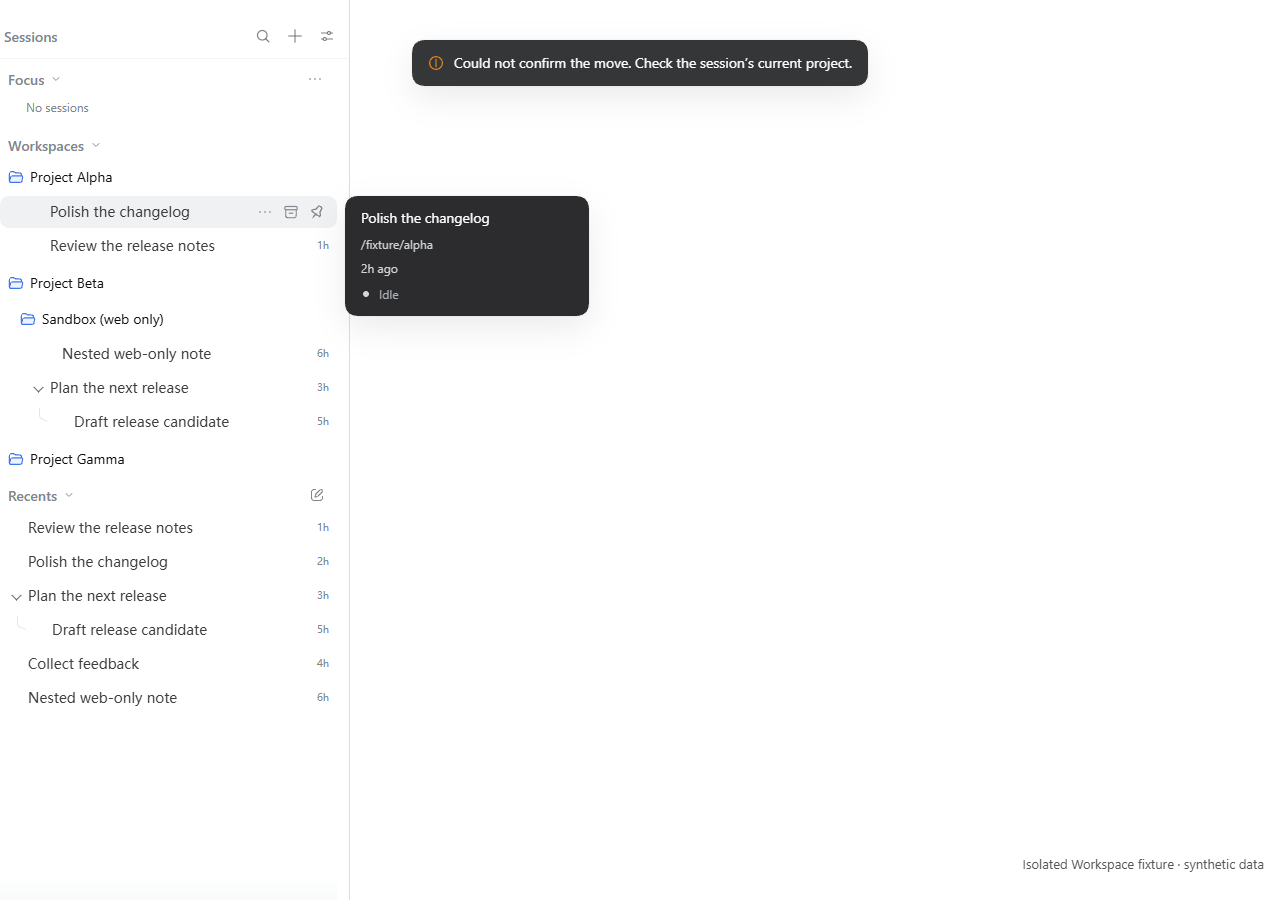 Sessions
Could not confirm the move. Check the session’s current project.
Focus
No sessions
Workspaces
Project Alpha
Polish the changelog
Review the release notes 1h
Polish the changelog
/fixture/alpha
2h ago
Idle
Project Beta
Sandbox (web only)
Nested web-only note 6h
Plan the next release 3h
Draft release candidate 5h
Project Gamma
Recents
Review the release notes 1h
Polish the changelog 2h
Plan the next release 3h
Draft release candidate 5h
Collect feedback 4h
Nested web-only note 6h
Isolated Workspace fixture · synthetic data